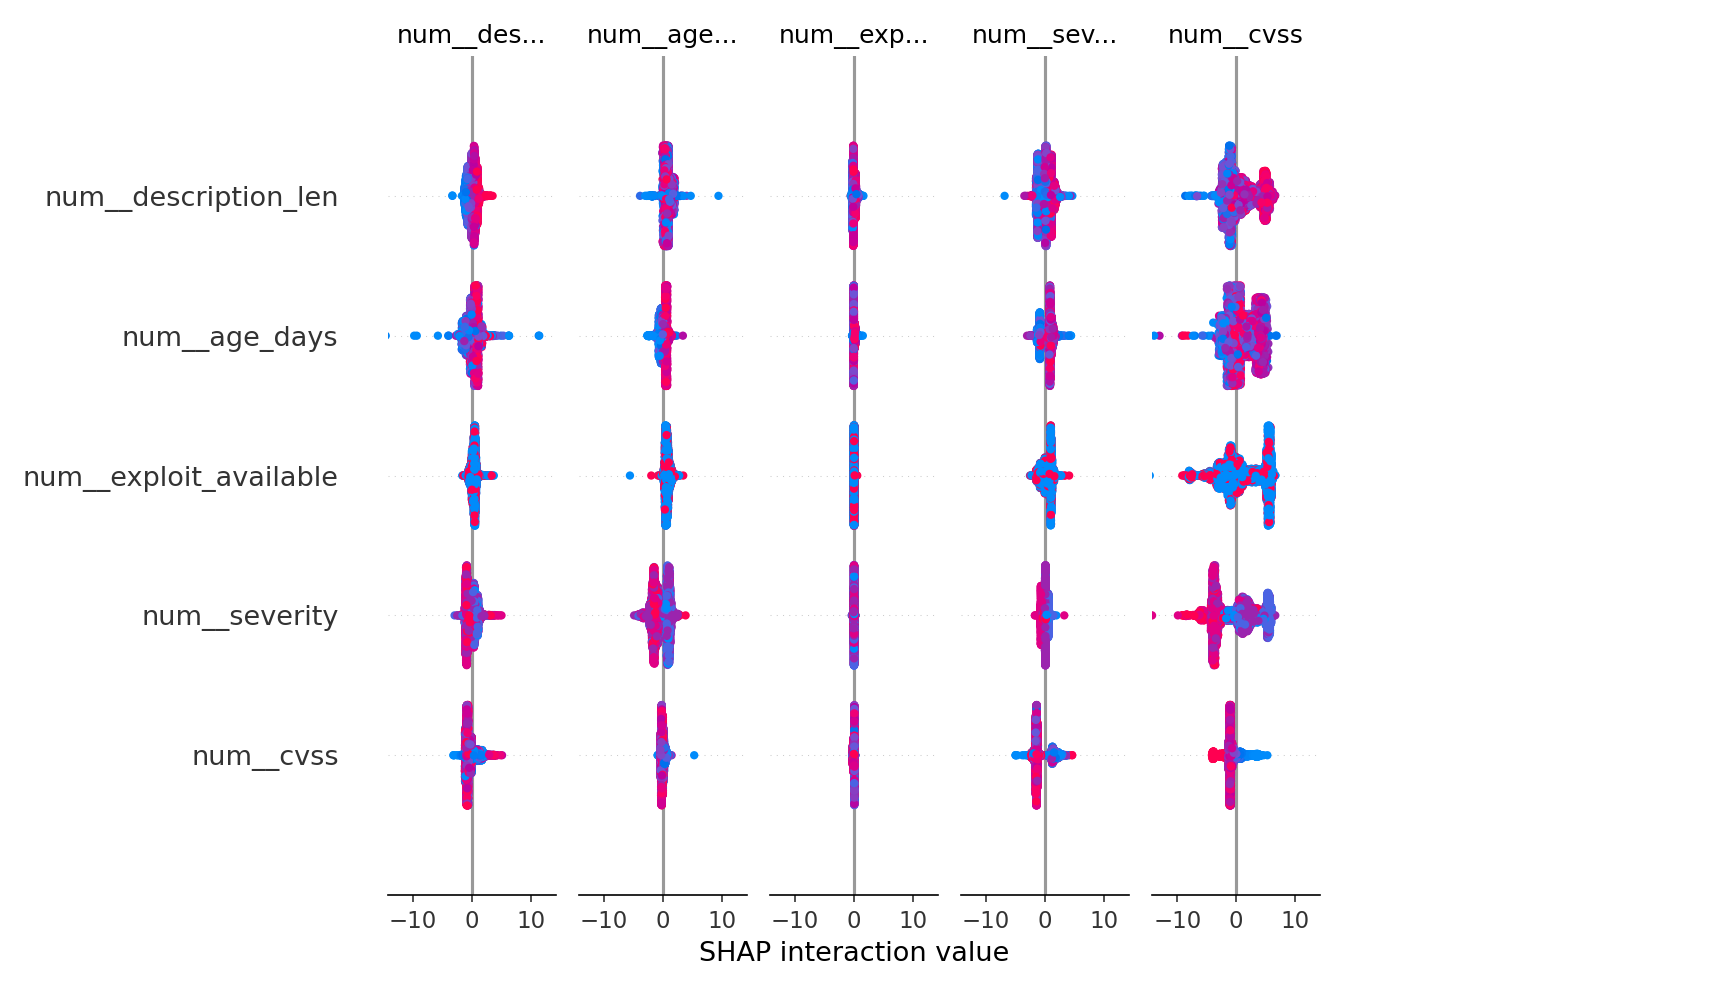 num__des... num__age... num__exp... num__sev... num__cvss
num__description_len
num__age_days
num__exploit_available
num__severity
num__cvss
−10 0 10 −10 0 10 −10 0 10 −10 0 10 −10 0 10
SHAP interaction value